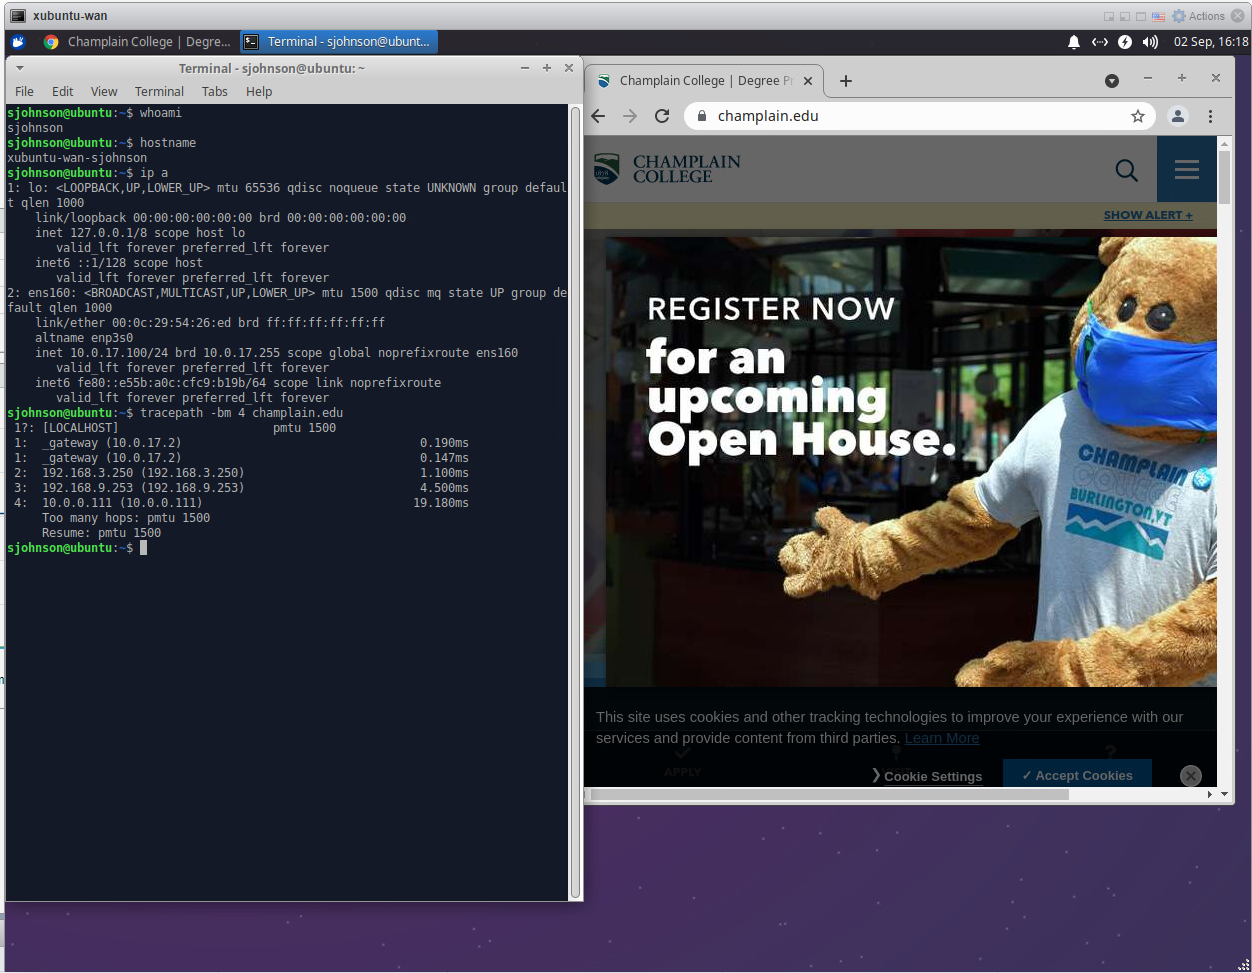 xubuntu-wan
Actions
Champlain College | Degre...
Terminal - sjohnson@ubunt...
02 Sep, 16:18
Terminal - sjohnson@ubuntu: ~
File Edit View Terminal Tabs Help
sjohnson@ubuntu:~$ whoami
sjohnson
sjohnson@ubuntu:~$ hostname
xubuntu-wan-sjohnson
sjohnson@ubuntu:~$ ip a
1: lo: <LOOPBACK,UP,LOWER_UP> mtu 65536 qdisc noqueue state UNKNOWN group defaul
t qlen 1000
link/loopback 00:00:00:00:00:00 brd 00:00:00:00:00:00
inet 127.0.0.1/8 scope host lo
valid_lft forever preferred_lft forever
inet6 ::1/128 scope host
valid_lft forever preferred_lft forever
2: ens160: <BROADCAST,MULTICAST,UP,LOWER_UP> mtu 1500 qdisc mq state UP group de
fault qlen 1000
link/ether 00:0c:29:54:26:ed brd ff:ff:ff:ff:ff:ff
altname enp3s0
inet 10.0.17.100/24 brd 10.0.17.255 scope global noprefixroute ens160
valid_lft forever preferred_lft forever
inet6 fe80::e55b:a0c:cfc9:b19b/64 scope link noprefixroute
valid_lft forever preferred_lft forever
sjohnson@ubuntu:~$ tracepath -bm 4 champlain.edu
1?: [LOCALHOST] pmtu 1500
1: _gateway (10.0.17.2) 0.190ms
1: _gateway (10.0.17.2) 0.147ms
2: 192.168.3.250 (192.168.3.250) 1.100ms
3: 192.168.9.253 (192.168.9.253) 4.500ms
4: 10.0.0.111 (10.0.0.111) 19.180ms
Too many hops: pmtu 1500
Resume: pmtu 1500
sjohnson@ubuntu:~$
Champlain College | Degree Pr
champlain.edu
CHAMPLAIN
COLLEGE
SHOW ALERT +
REGISTER NOW
for an
upcoming
Open House.
CHAMPLAIN
COLLEGE
BURLINGTON,VT
This site uses cookies and other tracking technologies to improve your experience with our
services and provide content from third parties. Learn More
APPLY
Cookie Settings
✓ Accept Cookies